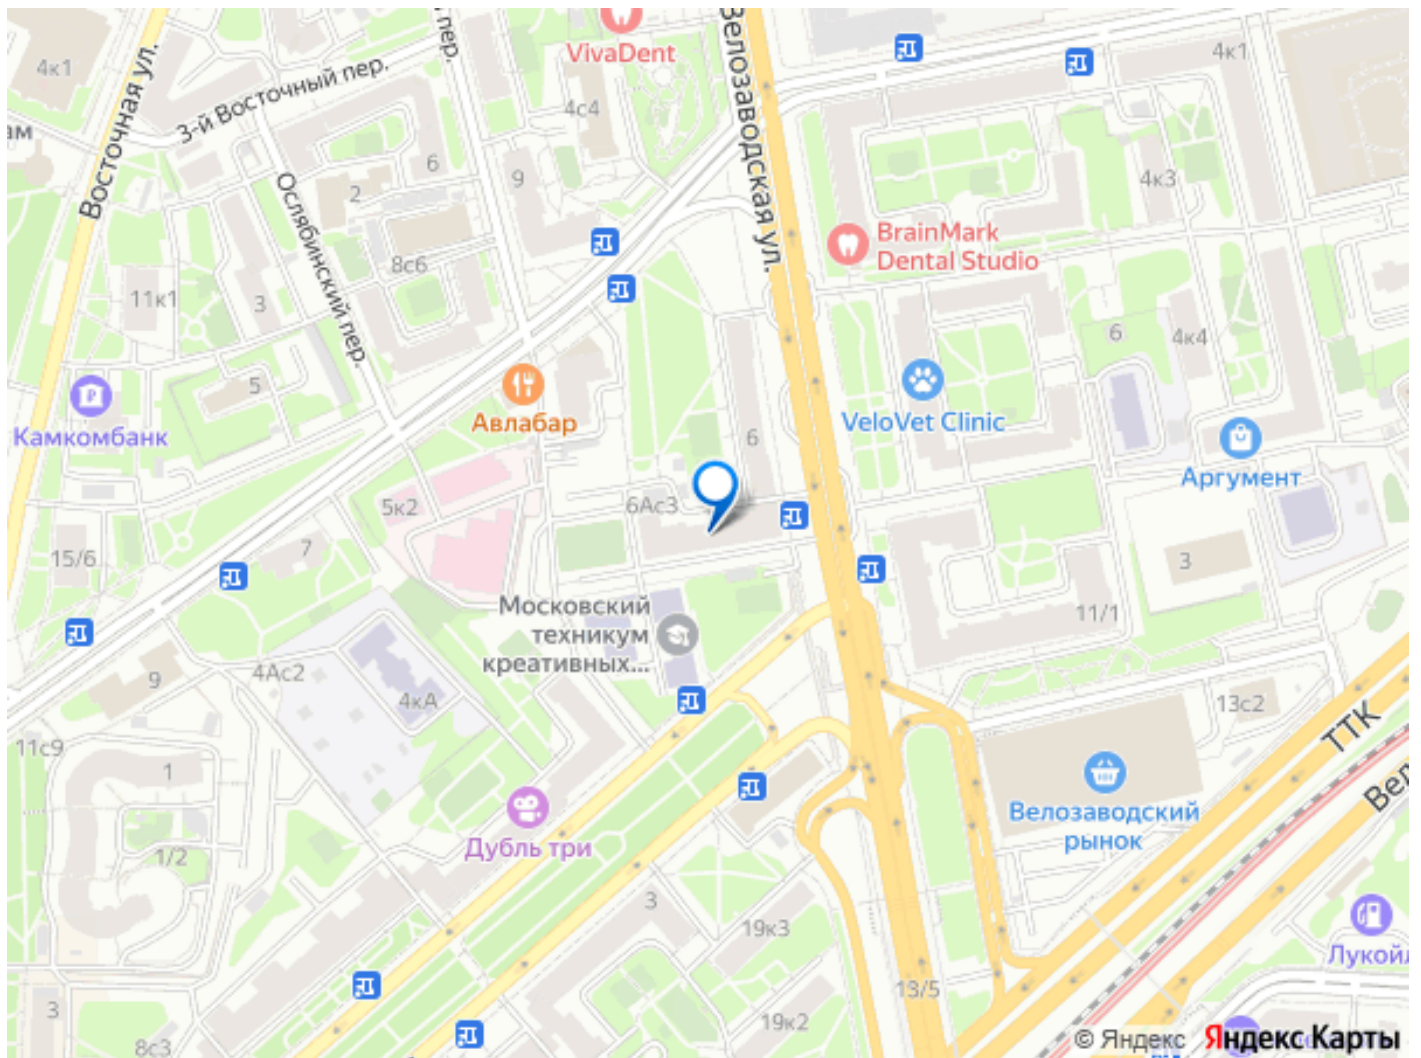 VivaDent
Велозаводская ул.
пер.
4к1
4к1
Восточная ул.
3-й Восточный пер.
ам
4с4
6
9
2
4к3
Ослябинский пер.
BrainMark
Dental Studio
8с6
11к1
3
6
4к4
5
Камкомбанк
Авлабар
VeloVet Clinic
6
Аргумент
5к2
6Ас3
15/6
7
3
Московский
техникум
креативных...
11/1
4Ас2
9
4кА
13с2
ТТК
11с9
1
Вел
Велозаводский
рынок
Дубль три
1/2
3
19к3
Лукойл
13/5
3
19к2
8с3
© Яндекс Яндекс Карты